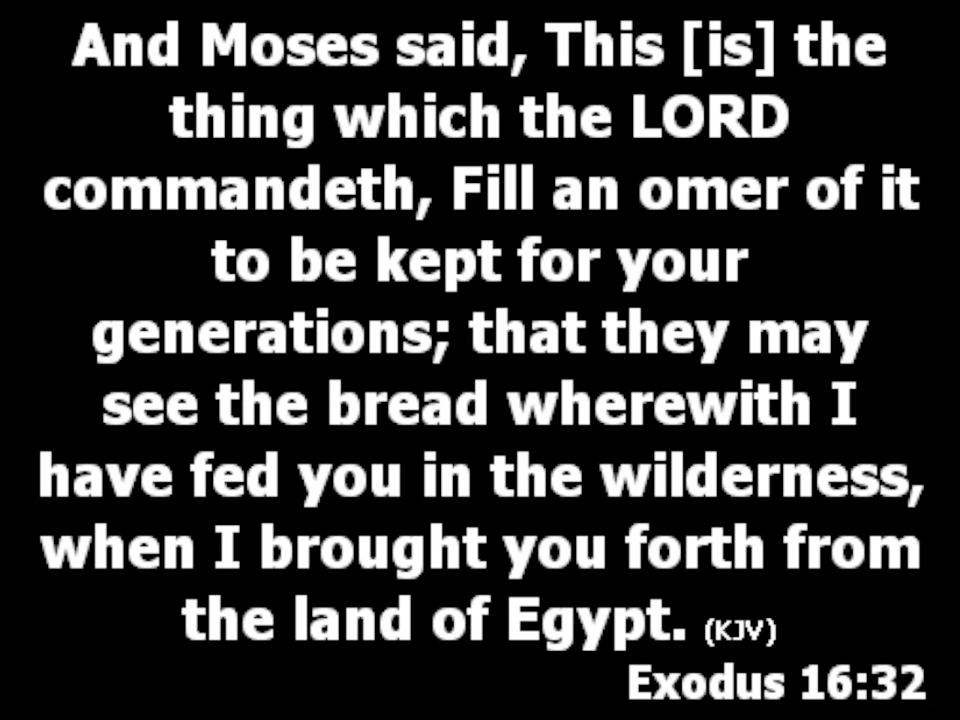 And Moses said, This [is] the
thing which the LORD
commandeth, Fill an omer of it
to be kept for your
generations; that they may
see the bread wherewith I
have fed you in the wilderness,
when I brought you forth from
the land of Egypt. (KJV)
Exodus 16:32